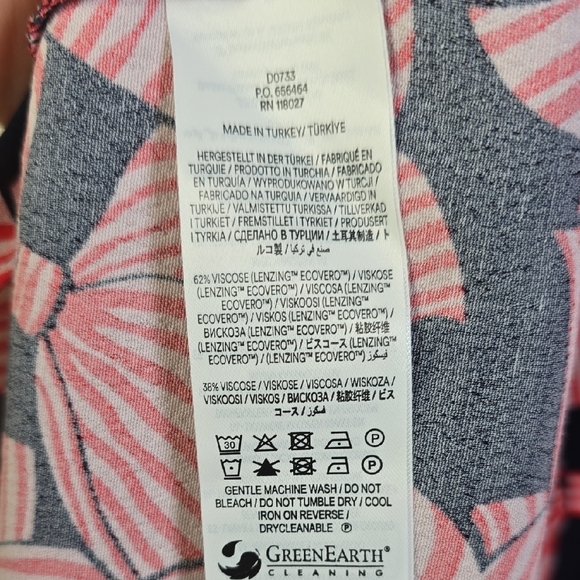 D0733
P.O. 656464
RN 118027
MADE IN TURKEY/ TÜRKİYE
HERGESTELLT IN DER TÜRKEI / FABRIQUÉ EN
TURQUIE / PRODOTTO IN TURCHIA / FABRICADO
EN TURQUÍA / WYPRODUKOWANO W TURCJI /
FABRICADO NA TURQUIA / VERVAARDIGD IN
TURKIJE / VALMISTETTU TURKISSA / TILLVERKAD
I TURKIET / FREMSTILLET I TYRKIET / PRODUSERT
I TYRKIA / СДЕЛАНО В ТУРЦИИ / 土耳其制造 / ト
ルコ製 / صنع في تركيا
62% VISCOSE (LENZING™ ECOVERO™) / VISKOSE
(LENZING™ ECOVERO™) / VISCOSA (LENZING™
ECOVERO™) / VISKOOSI (LENZING™
ECOVERO™) / VISKOS (LENZING™ ECOVERO™) /
ВИСКОЗА (LENZING™ ECOVERO™) / 粘胶纤维
(LENZING™ ECOVERO™) / ビスコース (LENZING™
ECOVERO™) / (LENZING™ ECOVERO™) فيسكوز
38% VISCOSE / VISKOSE / VISCOSA / WISKOZA /
VISKOOSI / VISKOS / ВИСКОЗА / 粘胶纤维 / ビス
コース / فسكوز
30 P
P
GENTLE MACHINE WASH / DO NOT
BLEACH / DO NOT TUMBLE DRY / COOL
IRON ON REVERSE /
DRYCLEANABLE Ⓟ
GREENEARTH®
CLEANING